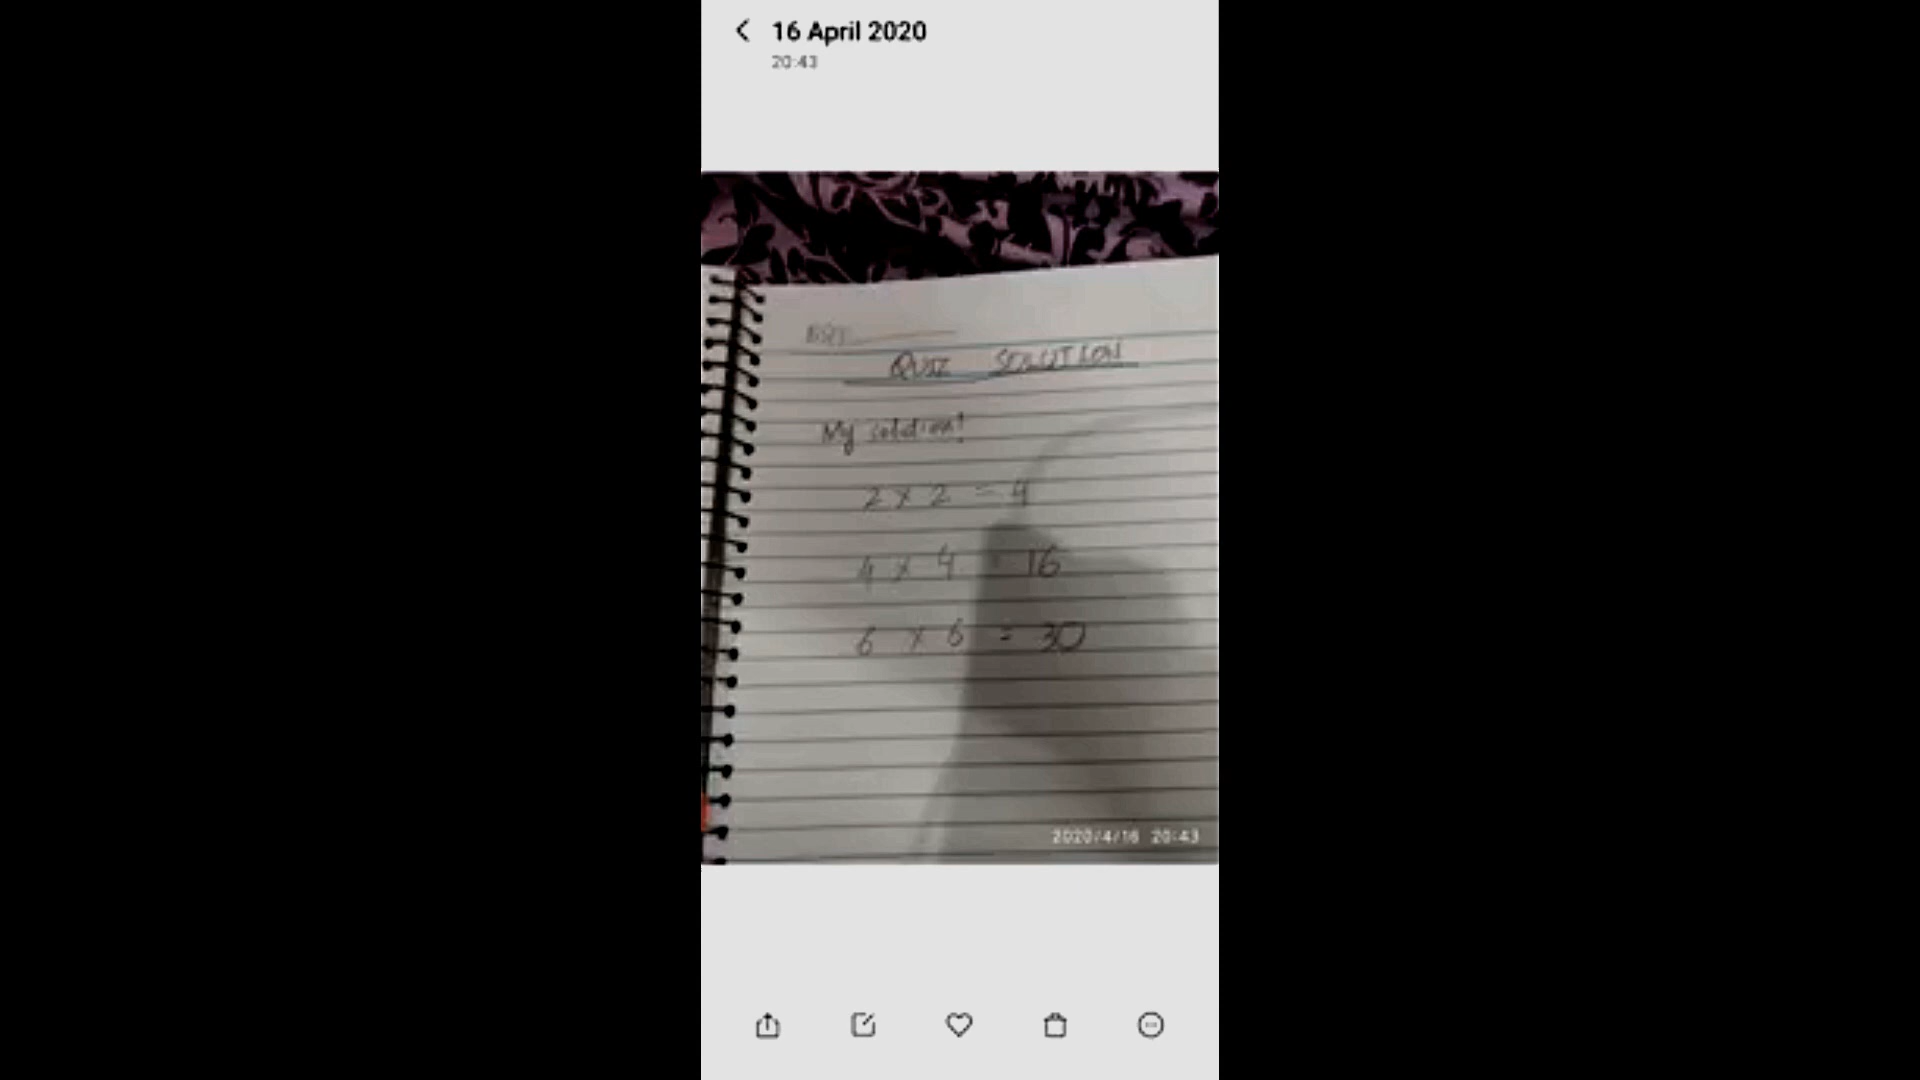 16 April 2020
20:43
QUIZ SOLUTION
My solution!
2 x 2 = 4
4 x 4 = 16
6 x 6 = 30
2020/4/16 20:43